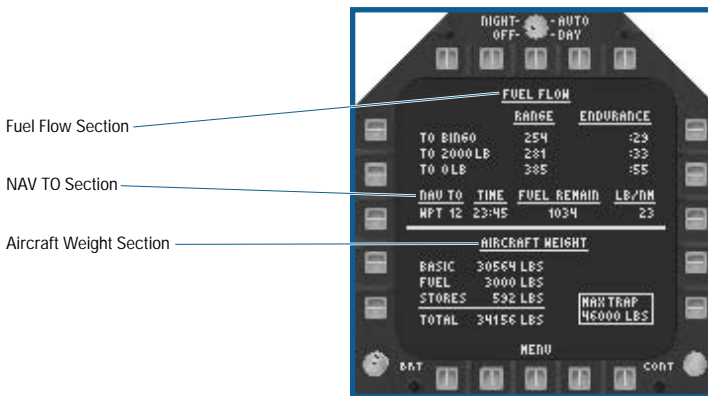 NIGHT- -AUTO
OFF- -DAY
FUEL FLOW
RANGE ENDURANCE
TO BINGO 254 :29
TO 2000 LB 281 :33
TO 0 LB 385 :55
NAV TO TIME FUEL REMAIN LB/NM
WPT 12 23:45 1034 23
AIRCRAFT WEIGHT
BASIC 30564 LBS
FUEL 3000 LBS
STORES 592 LBS
TOTAL 34156 LBS
MAX TRAP
46000 LBS
MENU
BRT CONT
Fuel Flow Section
NAV TO Section
Aircraft Weight Section